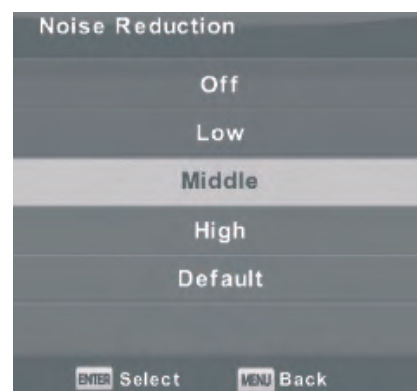 Noise Reduction
Off
Low
Middle
High
Default
ENTER Select MENU Back